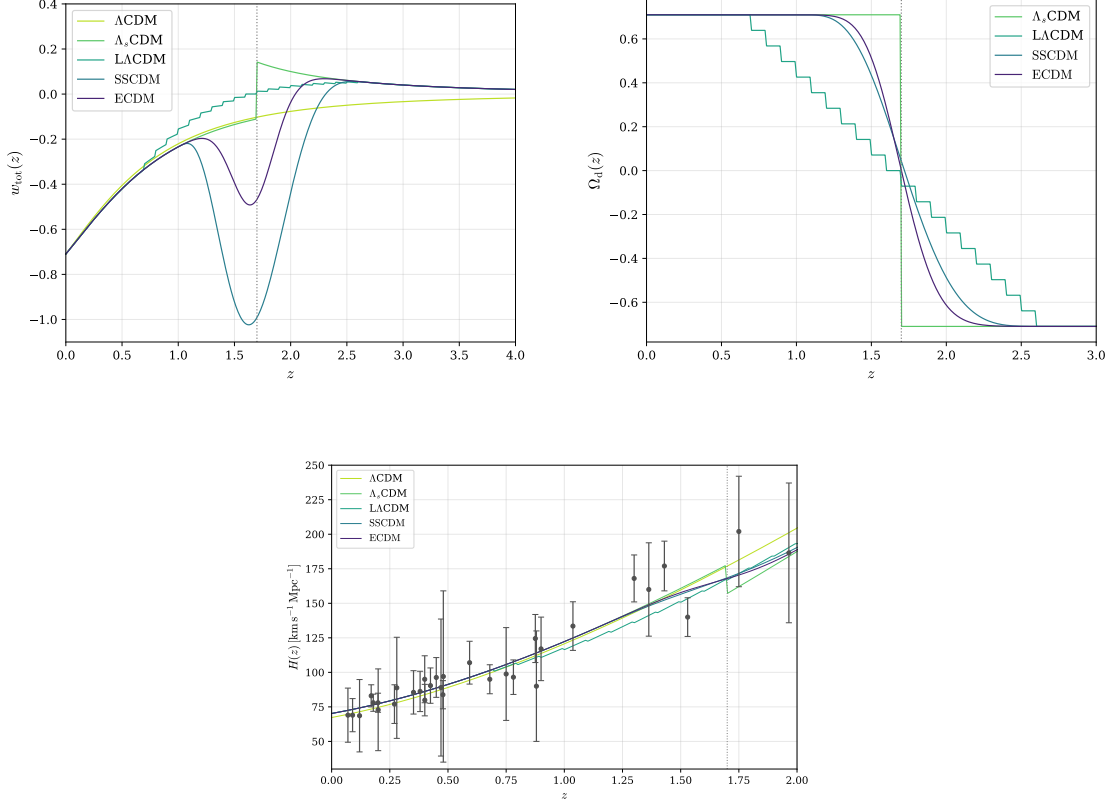 0.4
0.2
0.0
−0.2
−0.4
−0.6
−0.8
−1.0
w_tot(z)
ΛCDM
Λ_sCDM
LΛCDM
SSCDM
ECDM
0.0 0.5 1.0 1.5 2.0 2.5 3.0 3.5 4.0
z
0.6
0.4
0.2
0.0
−0.2
−0.4
−0.6
Ω_d(z)
Λ_sCDM
LΛCDM
SSCDM
ECDM
0.0 0.5 1.0 1.5 2.0 2.5 3.0
z
250
225
200
175
150
125
100
75
50
H(z) [km s⁻¹ Mpc⁻¹]
ΛCDM
Λ_sCDM
LΛCDM
SSCDM
ECDM
0.00 0.25 0.50 0.75 1.00 1.25 1.50 1.75 2.00
z